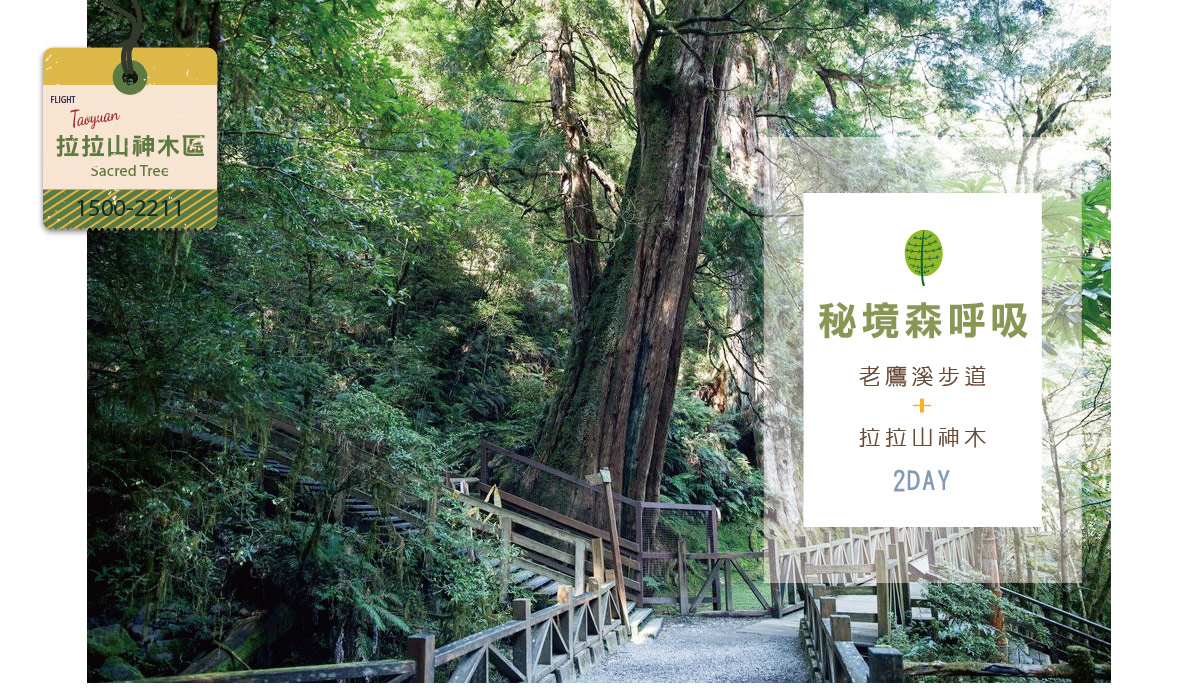 FLIGHT
Taoyuan
拉拉山神木區
Sacred Tree
1500-2211
秘境森呼吸
老鷹溪步道
+
拉拉山神木
2DAY